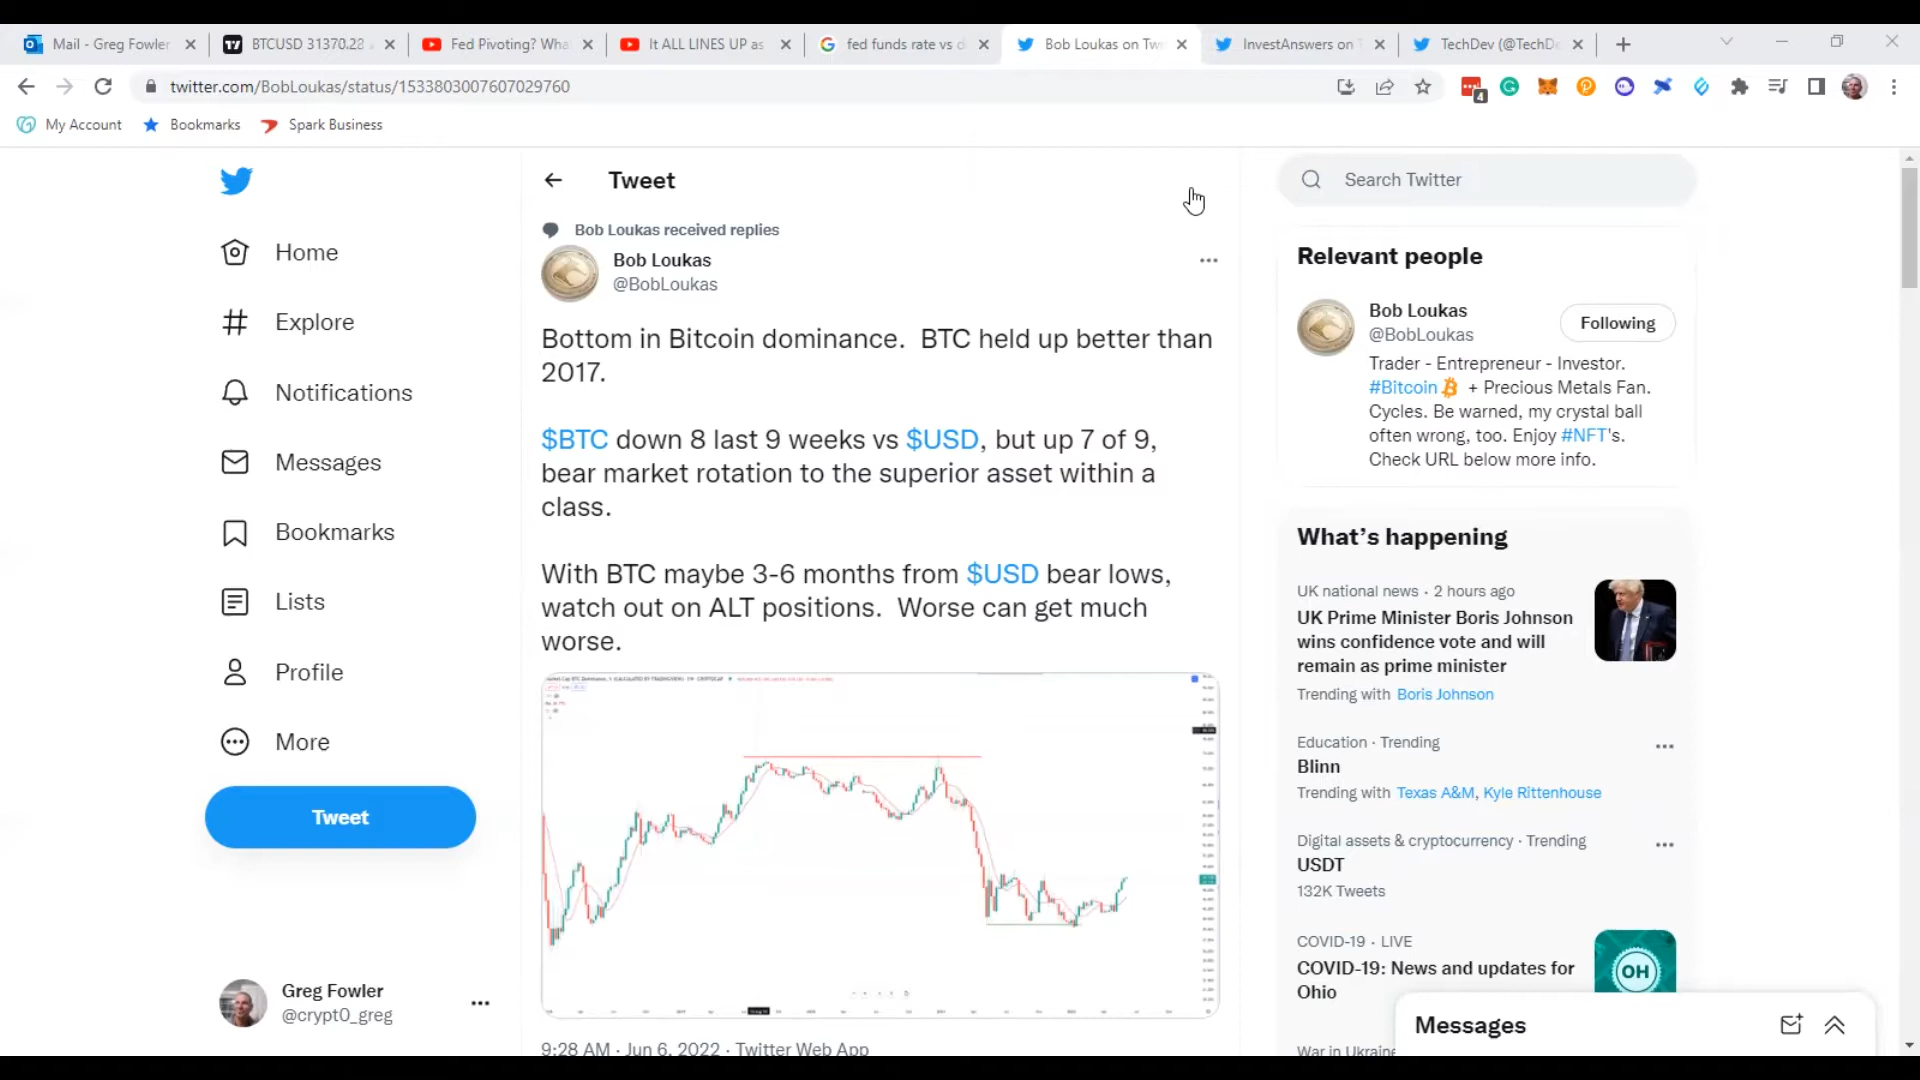 Mail - Greg Fowler
BTCUSD 31370.28
Fed Pivoting? Wha
It ALL LINES UP as
fed funds rate vs d
Bob Loukas on Twi
InvestAnswers on T
TechDev (@TechDe
twitter.com/BobLoukas/status/1533803007607029760
4
My Account
Bookmarks
Spark Business
Home
Explore
Notifications
Messages
Bookmarks
Lists
Profile
More
Tweet
Greg Fowler
@crypt0_greg
Tweet
Bob Loukas received replies
Bob Loukas
@BobLoukas
Bottom in Bitcoin dominance. BTC held up better than
2017.
$BTC down 8 last 9 weeks vs $USD, but up 7 of 9,
bear market rotation to the superior asset within a
class.
With BTC maybe 3-6 months from $USD bear lows,
watch out on ALT positions. Worse can get much
worse.
9:28 AM · Jun 6, 2022 · Twitter Web App
Search Twitter
Relevant people
Bob Loukas
@BobLoukas
Following
Trader - Entrepreneur - Investor.
#Bitcoin + Precious Metals Fan.
Cycles. Be warned, my crystal ball
often wrong, too. Enjoy #NFT's.
Check URL below more info.
What's happening
UK national news · 2 hours ago
UK Prime Minister Boris Johnson
wins confidence vote and will
remain as prime minister
Trending with Boris Johnson
Education · Trending
Blinn
Trending with Texas A&M, Kyle Rittenhouse
Digital assets & cryptocurrency · Trending
USDT
132K Tweets
COVID-19 · LIVE
COVID-19: News and updates for
Ohio
OH
War in Ukraine
Messages